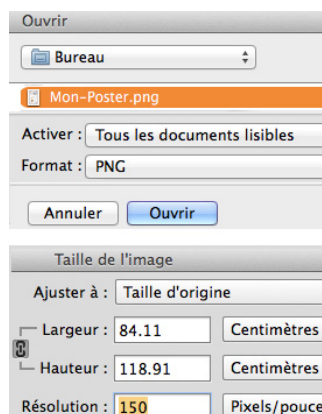 Ouvrir
Bureau
Mon-Poster.png
Activer : Tous les documents lisibles
Format : PNG
Annuler Ouvrir
Taille de l'image
Ajuster à : Taille d'origine
Largeur : 84.11 Centimètres
Hauteur : 118.91 Centimètres
Résolution : 150 Pixels/pouce